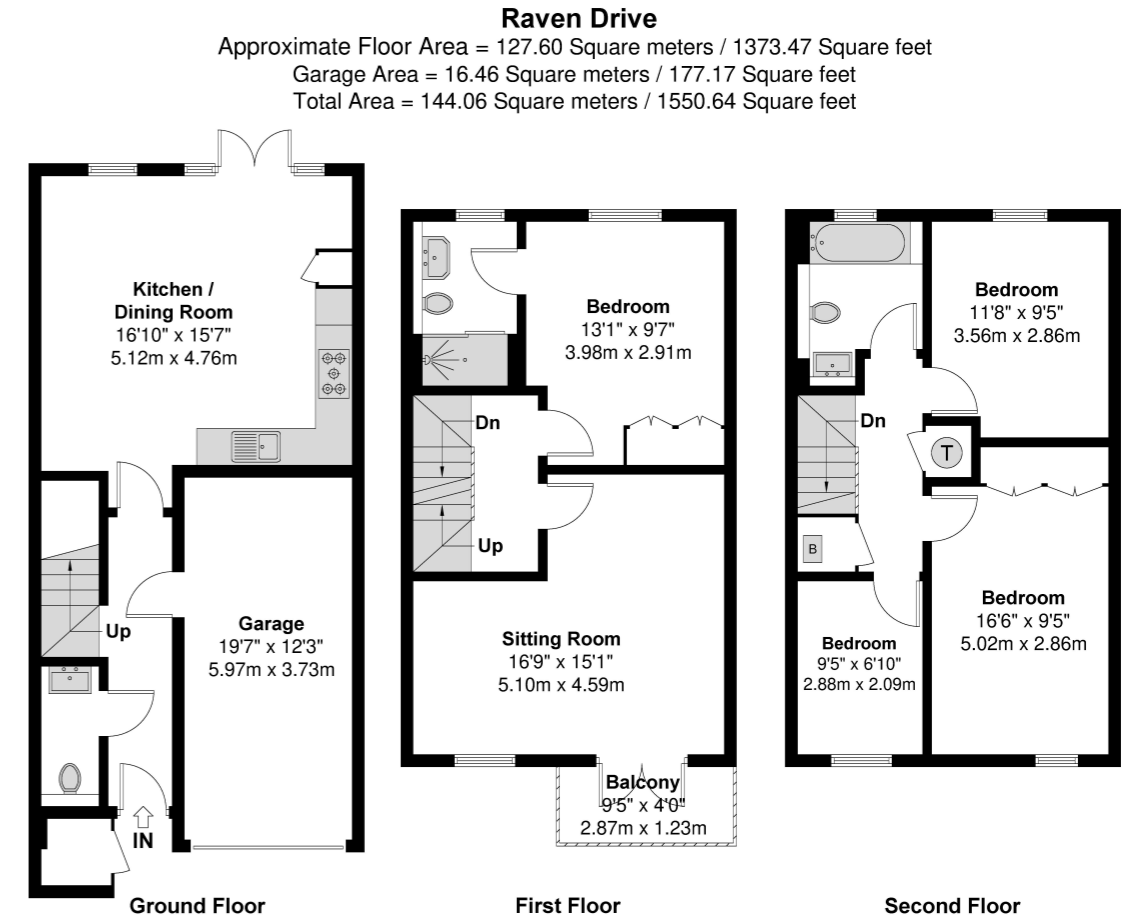 Raven Drive
Approximate Floor Area = 127.60 Square meters / 1373.47 Square feet
Garage Area = 16.46 Square meters / 177.17 Square feet
Total Area = 144.06 Square meters / 1550.64 Square feet
Kitchen /
Dining Room
16'10" x 15'7"
5.12m x 4.76m
Up
Garage
19'7" x 12'3"
5.97m x 3.73m
IN
Ground Floor
Bedroom
13'1" x 9'7"
3.98m x 2.91m
Dn
Up
Sitting Room
16'9" x 15'1"
5.10m x 4.59m
Balcony
9'5" x 4'0"
2.87m x 1.23m
First Floor
Bedroom
11'8" x 9'5"
3.56m x 2.86m
Dn
T
B
Bedroom
16'6" x 9'5"
5.02m x 2.86m
Bedroom
9'5" x 6'10"
2.88m x 2.09m
Second Floor